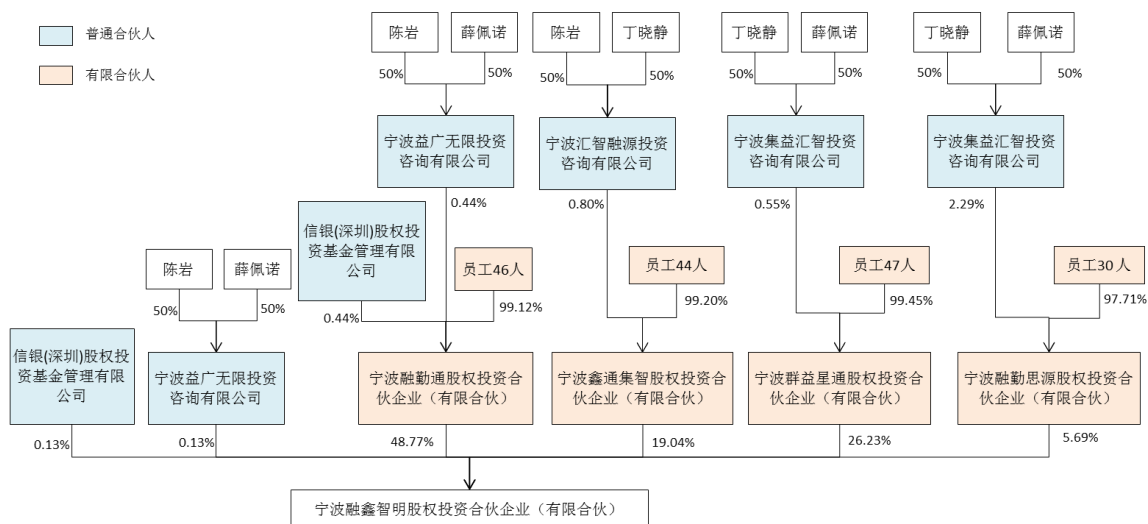 普通合伙人
有限合伙人
陈岩
薛佩诺
陈岩
丁晓静
丁晓静
薛佩诺
丁晓静
薛佩诺
50%
50%
50%
50%
50%
50%
50%
50%
宁波益广无限投资
咨询有限公司
宁波汇智融源投资
咨询有限公司
宁波集益汇智投资
咨询有限公司
宁波集益汇智投资
咨询有限公司
0.44%
0.80%
0.55%
2.29%
信银(深圳)股权投
资基金管理有限公
司
陈岩
薛佩诺
员工46人
员工44人
员工47人
员工30人
50%
50%
0.44%
99.12%
99.20%
99.45%
97.71%
信银(深圳)股权投
资基金管理有限
公司
宁波益广无限投资
咨询有限公司
宁波融勤通股权投资合
伙企业（有限合伙）
宁波鑫通集智股权投资合
伙企业（有限合伙）
宁波群益星通股权投资合
伙企业（有限合伙）
宁波融勤思源股权投资合
伙企业（有限合伙）
0.13%
0.13%
48.77%
19.04%
26.23%
5.69%
宁波融鑫智明股权投资合伙企业（有限合伙）